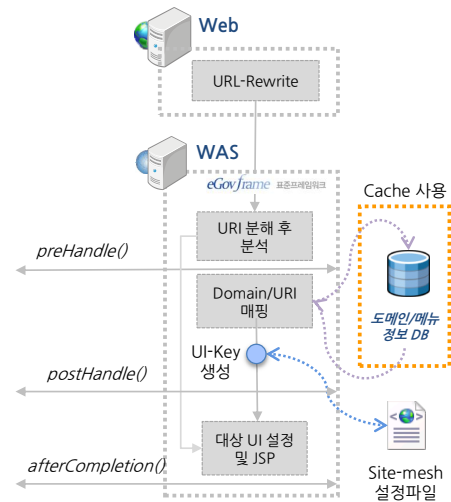 Web
URL-Rewrite
WAS
eGovframe 표준프레임워크
Cache 사용
URI 분해 후
분석
preHandle()
Domain/URI
매핑
도메인/메뉴
정보 DB
UI-Key
생성
postHandle()
대상 UI 설정
및 JSP
afterCompletion()
Site-mesh
설정파일